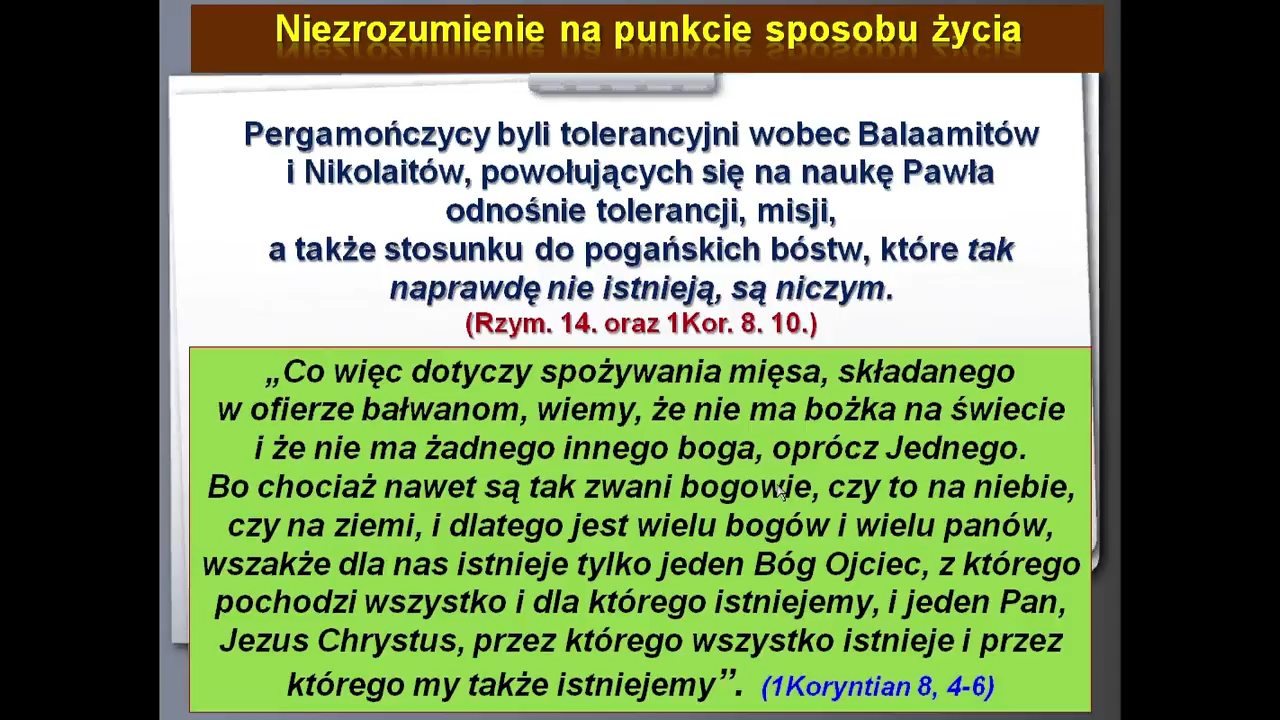 Niezrozumienie na punkcie sposobu życia
Pergamończycy byli tolerancyjni wobec Balaamitów
i Nikolaitów, powołujących się na naukę Pawła
odnośnie tolerancji, misji,
a także stosunku do pogańskich bóstw, które tak
naprawdę nie istnieją, są niczym.
(Rzym. 14. oraz 1Kor. 8. 10.)
„Co więc dotyczy spożywania mięsa, składanego
w ofierze bałwanom, wiemy, że nie ma bożka na świecie
i że nie ma żadnego innego boga, oprócz Jednego.
Bo chociaż nawet są tak zwani bogowie, czy to na niebie,
czy na ziemi, i dlatego jest wielu bogów i wielu panów,
wszakże dla nas istnieje tylko jeden Bóg Ojciec, z którego
pochodzi wszystko i dla którego istniejemy, i jeden Pan,
Jezus Chrystus, przez którego wszystko istnieje i przez
którego my także istniejemy”. (1Koryntian 8, 4-6)